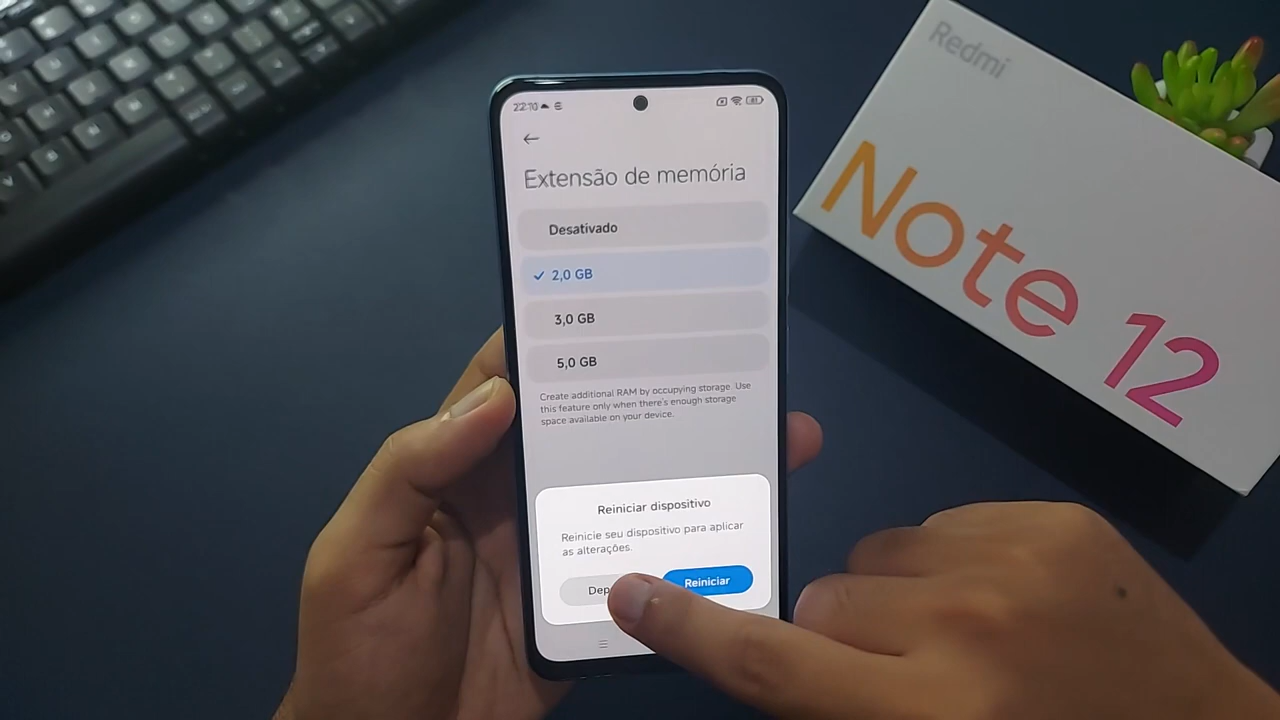 22:10
Extensão de memória
Desativado
2,0 GB
3,0 GB
5,0 GB
Create additional RAM by occupying storage. Use
this feature only when there's enough storage
space available on your device.
Reiniciar dispositivo
Reinicie seu dispositivo para aplicar
as alterações.
Dep
Reiniciar
Redmi
Note 12